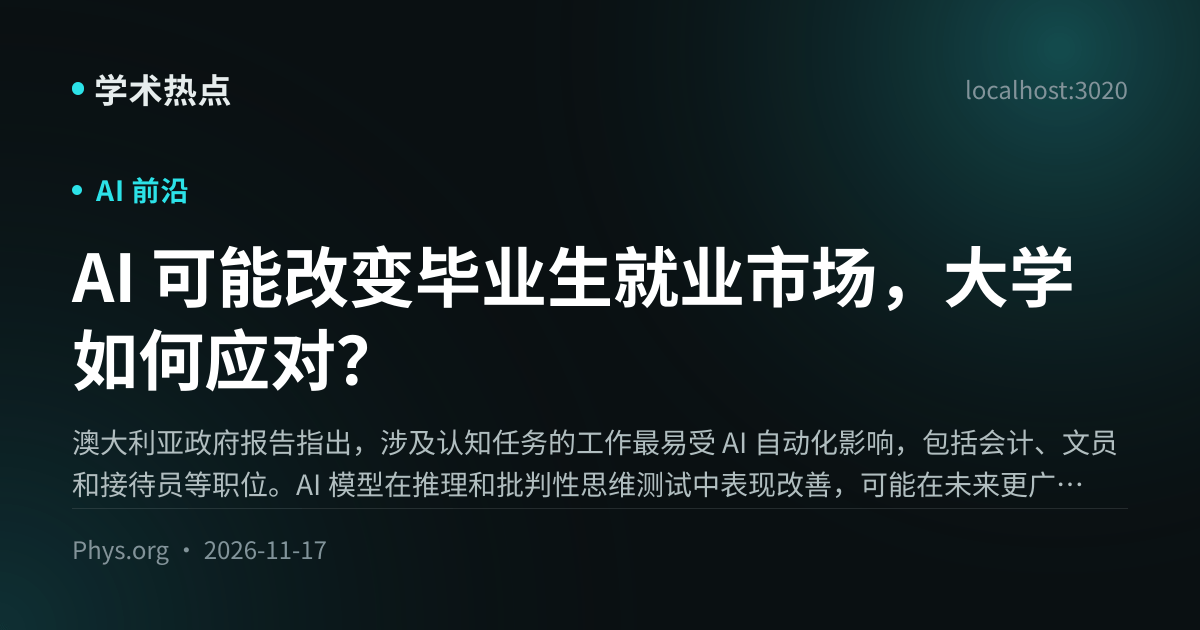 学术热点
localhost:3020
AI 前沿
AI 可能改变毕业生就业市场，大学
如何应对？
澳大利亚政府报告指出，涉及认知任务的工作最易受 AI 自动化影响，包括会计、文员
和接待员等职位。AI 模型在推理和批判性思维测试中表现改善，可能在未来更广…
Phys.org • 2026-11-17